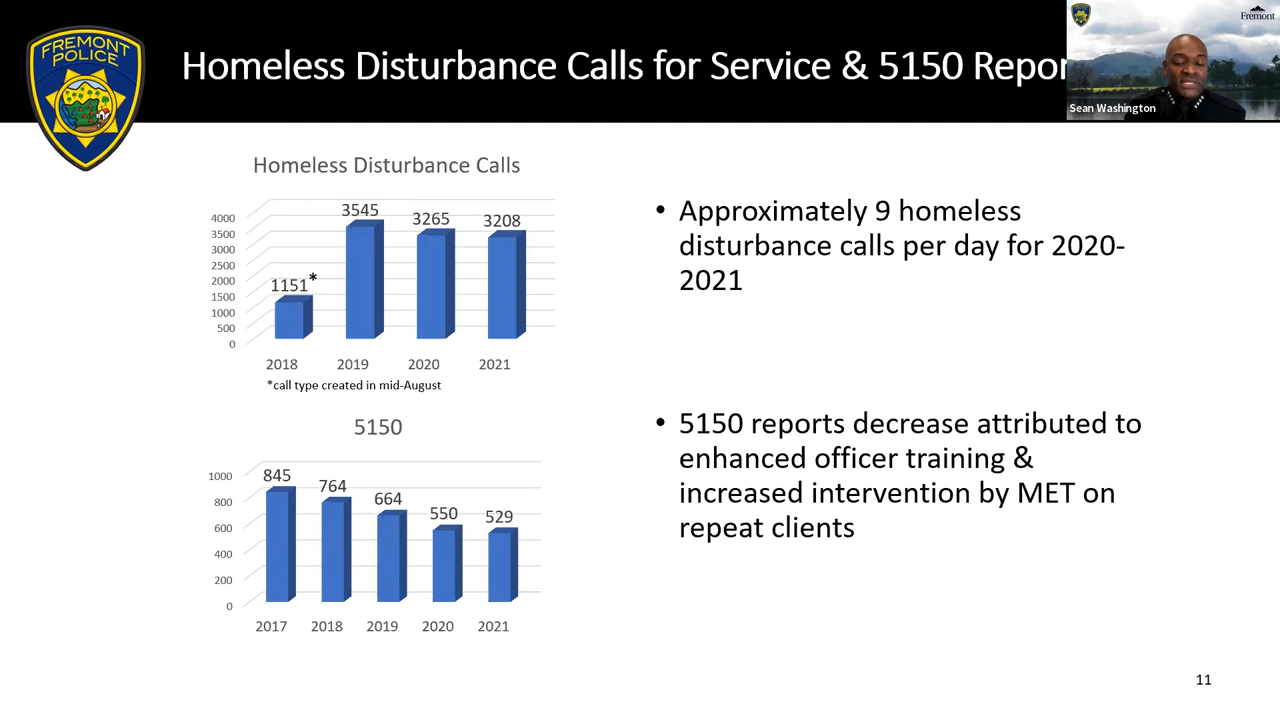 FREMONT
POLICE
Homeless Disturbance Calls for Service & 5150 Repor
Fremont
Sean Washington
Homeless Disturbance Calls
4000
3500
3000
2500
2000
1500
1000
500
0
1151*
3545
3265
3208
2018 2019 2020 2021
*call type created in mid-August
• Approximately 9 homeless
disturbance calls per day for 2020-
2021
5150
1000
800
600
400
200
0
845
764
664
550
529
2017 2018 2019 2020 2021
• 5150 reports decrease attributed to
enhanced officer training &
increased intervention by MET on
repeat clients
11